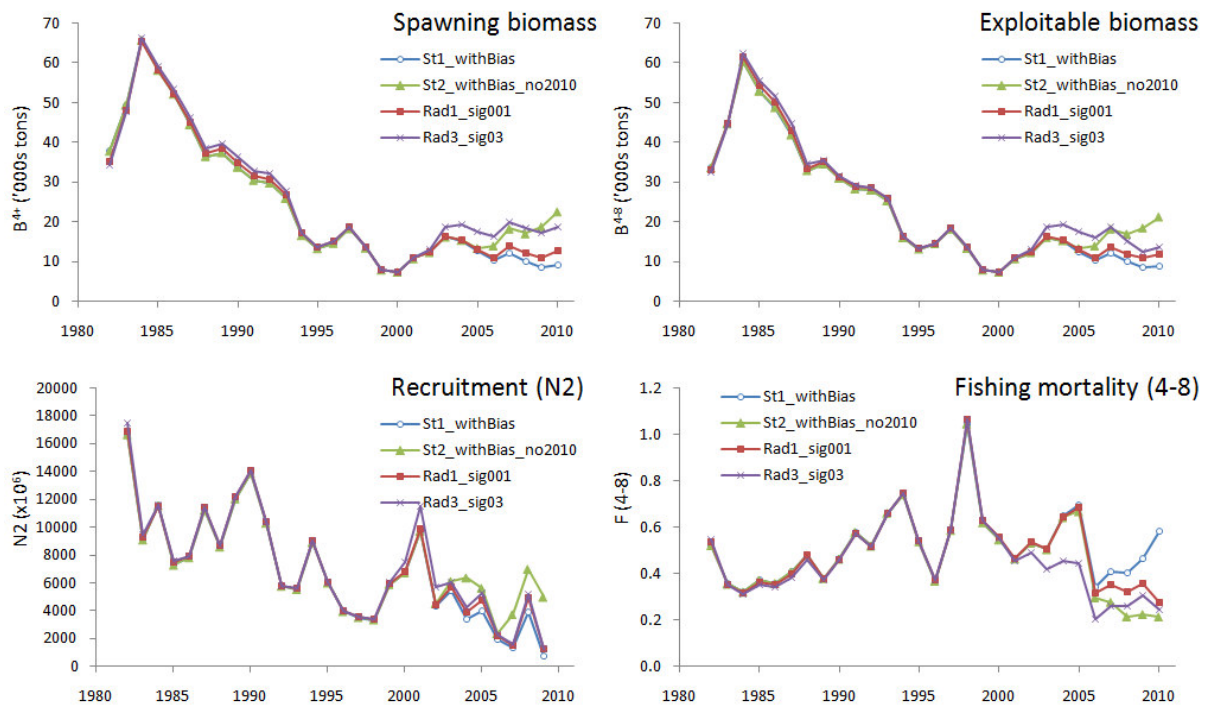 Spawning biomass
70
60
50
40
30
20
10
0
B4+ ('000s tons)
St1_withBias
St2_withBias_no2010
Rad1_sig001
Rad3_sig03
1980 1985 1990 1995 2000 2005 2010
Exploitable biomass
70
60
50
40
30
20
10
0
B4-8 ('000s tons)
St1_withBias
St2_withBias_no2010
Rad1_sig001
Rad3_sig03
1980 1985 1990 1995 2000 2005 2010
Recruitment (N2)
20000
18000
16000
14000
12000
10000
8000
6000
4000
2000
0
N2 (x10⁶)
St1_withBias
St2_withBias_no2010
Rad1_sig001
Rad3_sig03
1980 1985 1990 1995 2000 2005 2010
Fishing mortality (4-8)
1.2
1.0
0.8
0.6
0.4
0.2
0.0
F (4-8)
St1_withBias
St2_withBias_no2010
Rad1_sig001
Rad3_sig03
1980 1985 1990 1995 2000 2005 2010